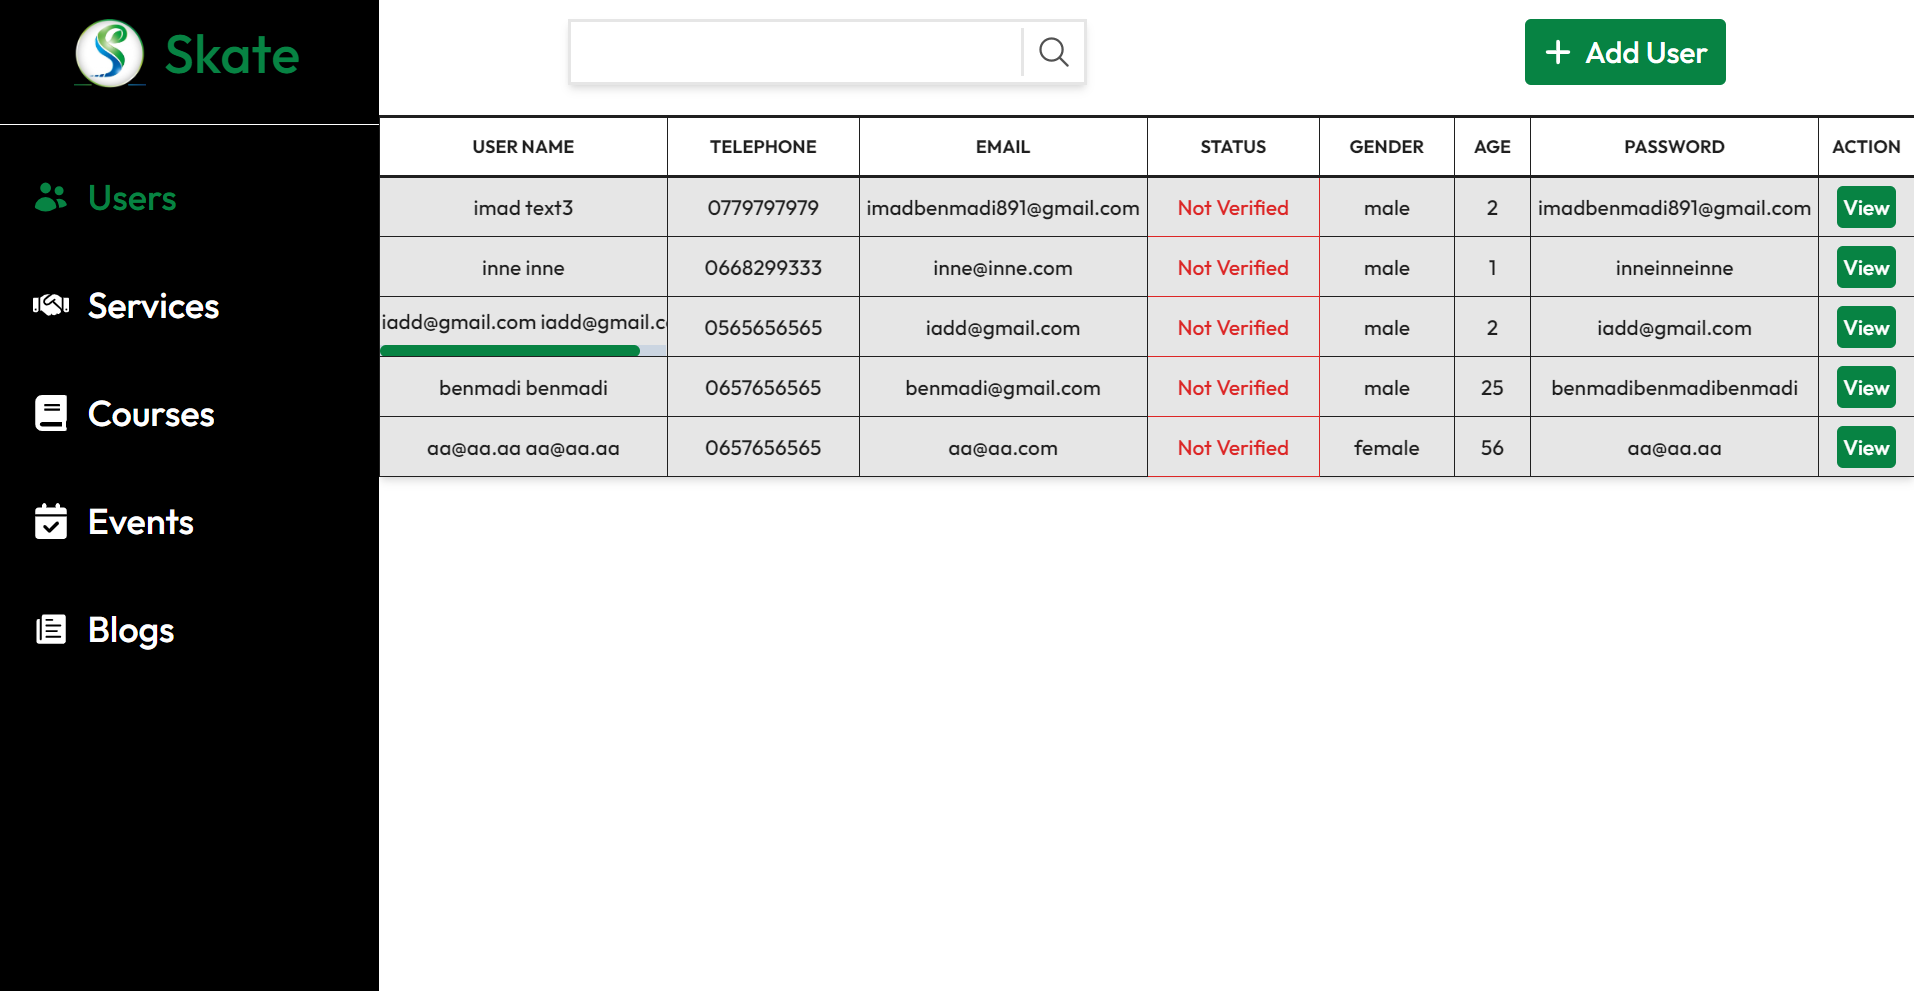 Skate
Add User
Users
Services
Courses
Events
Blogs
USER NAME TELEPHONE EMAIL STATUS GENDER AGE PASSWORD ACTION
imad text3 0779797979 imadbenmadi891@gmail.com Not Verified male 2 imadbenmadi891@gmail.com View
inne inne 0668299333 inne@inne.com Not Verified male 1 inneinneinne View
iadd@gmail.com iadd@gmail.c 0565656565 iadd@gmail.com Not Verified male 2 iadd@gmail.com View
benmadi benmadi 0657656565 benmadi@gmail.com Not Verified male 25 benmadibenmadibenmadi View
aa@aa.aa aa@aa.aa 0657656565 aa@aa.com Not Verified female 56 aa@aa.aa View